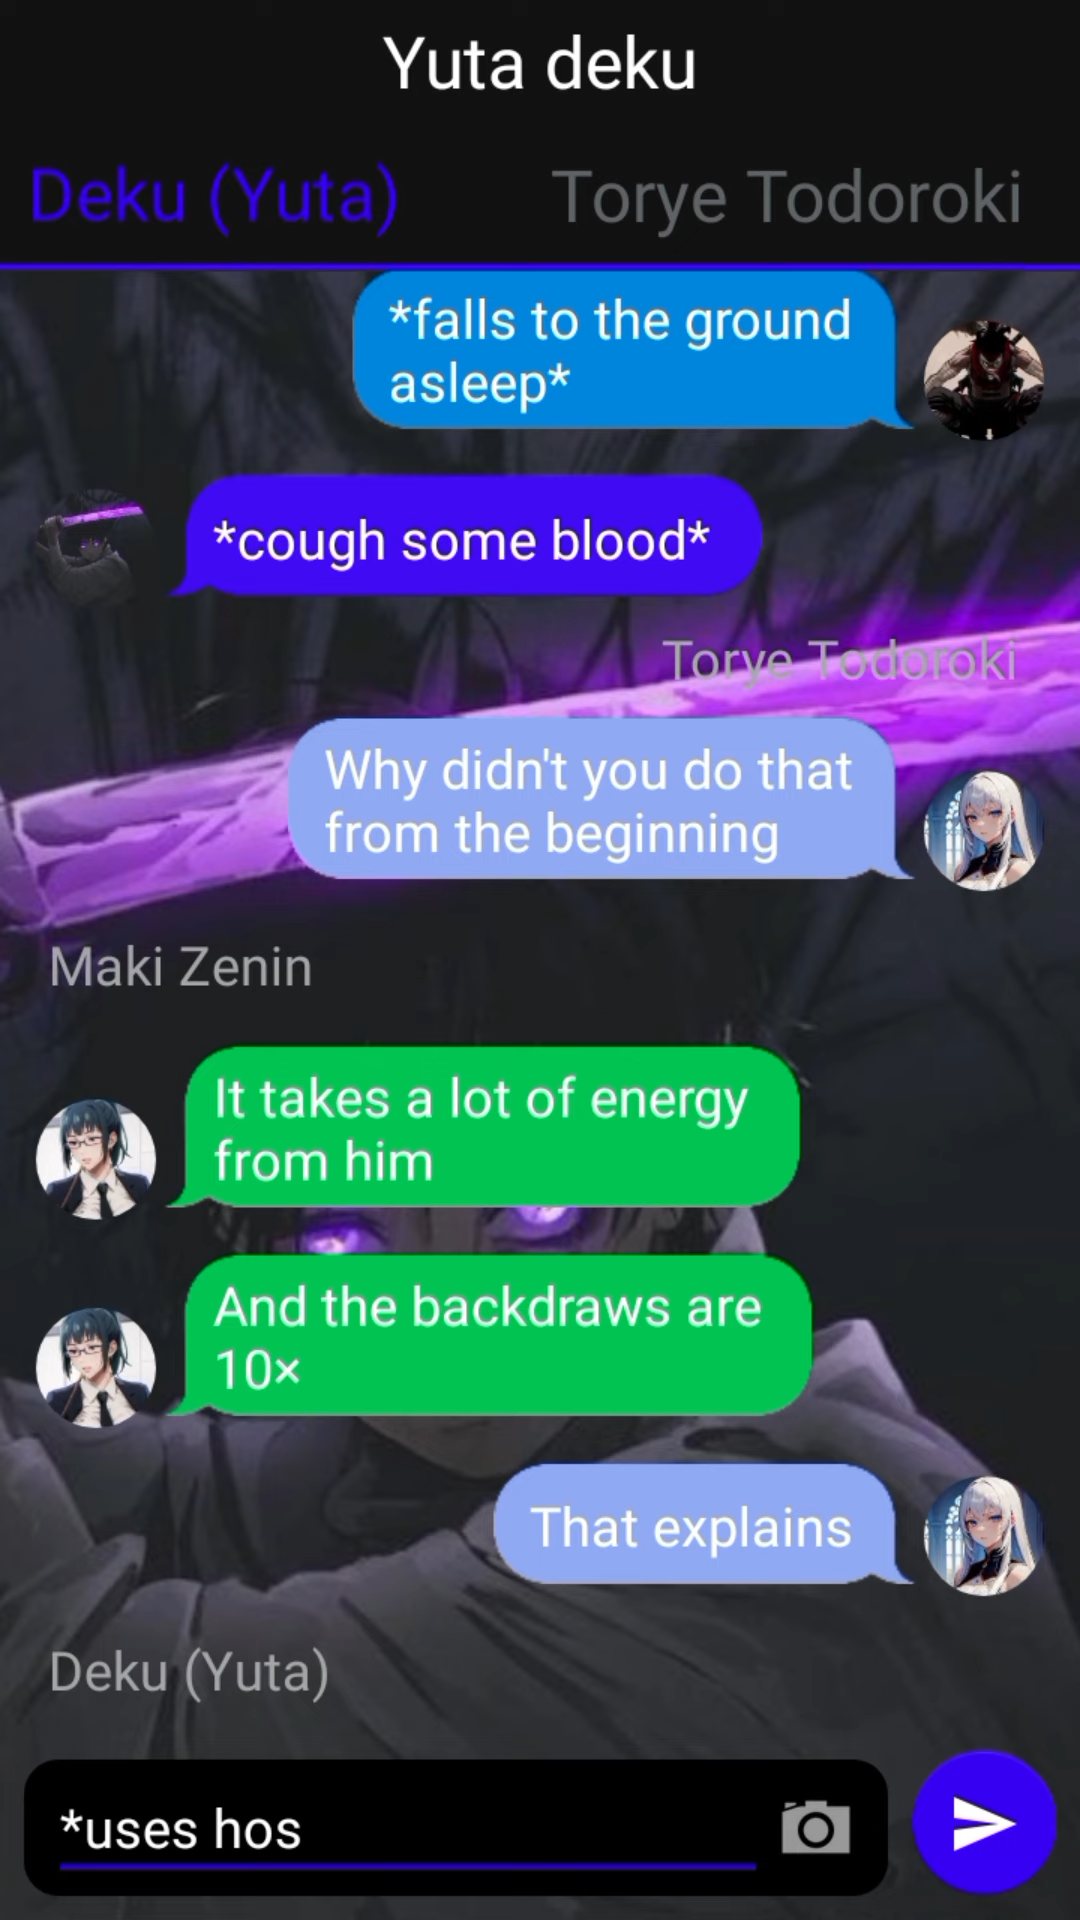 Yuta deku
Deku (Yuta) Torye Todoroki
*falls to the ground
asleep*
*cough some blood*
Torye Todoroki
Why didn't you do that
from the beginning
Maki Zenin
It takes a lot of energy
from him
And the backdraws are
10×
That explains
Deku (Yuta)
*uses hos